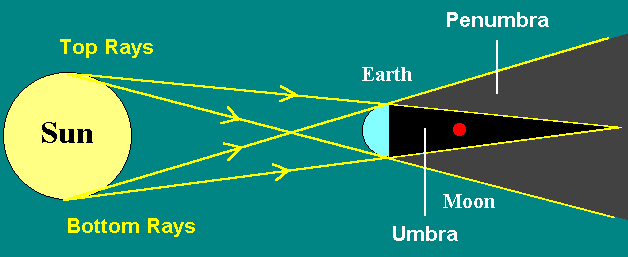 Penumbra
Top Rays
Earth
Sun
Moon
Bottom Rays
Umbra